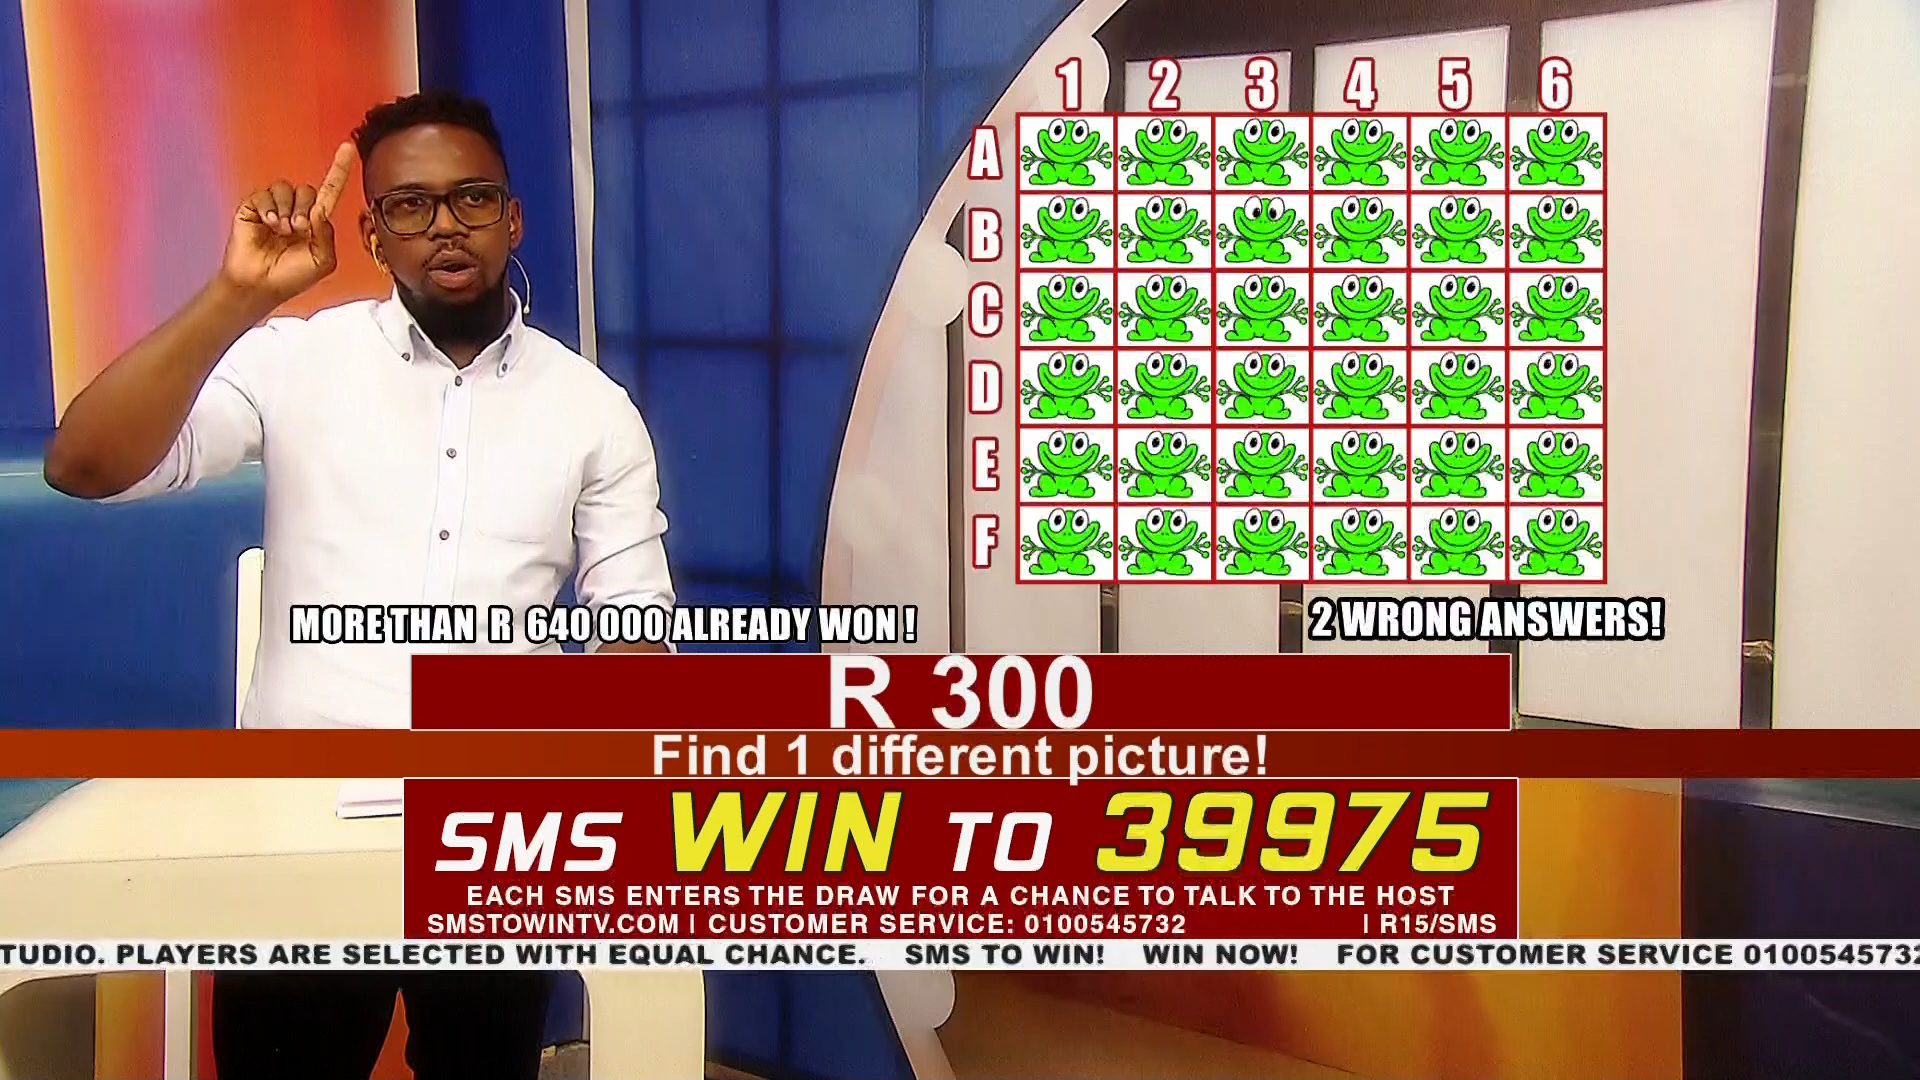 1 2 3 4 5 6
A
B
C
D
E
F
MORE THAN R 640 000 ALREADY WON !
2 WRONG ANSWERS!
R 300
Find 1 different picture!
SMS WIN TO 39975
EACH SMS ENTERS THE DRAW FOR A CHANCE TO TALK TO THE HOST
SMSTOWINTV.COM | CUSTOMER SERVICE: 0100545732 | R15/SMS
TUDIO. PLAYERS ARE SELECTED WITH EQUAL CHANCE. SMS TO WIN! WIN NOW! FOR CUSTOMER SERVICE 0100545732